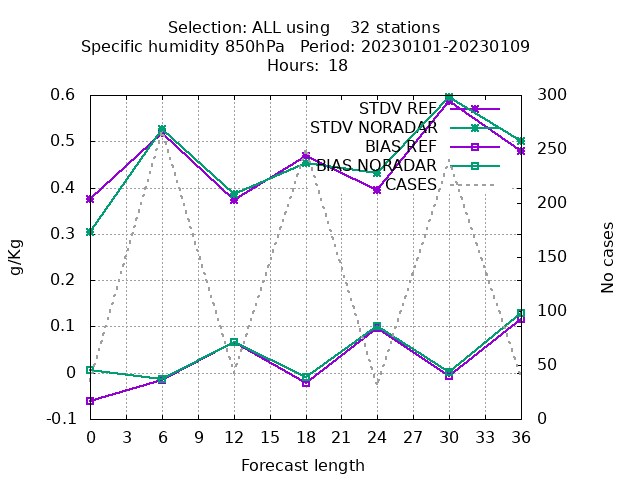 Selection: ALL using    32 stations
Specific humidity 850hPa   Period: 20230101-20230109
Hours: 18
0.6
0.5
0.4
0.3
0.2
0.1
0
-0.1
300
250
200
150
100
50
0
0 3 6 9 12 15 18 21 24 27 30 33 36
g/Kg
No cases
Forecast length
STDV REF
STDV NORADAR
BIAS REF
BIAS NORADAR
CASES